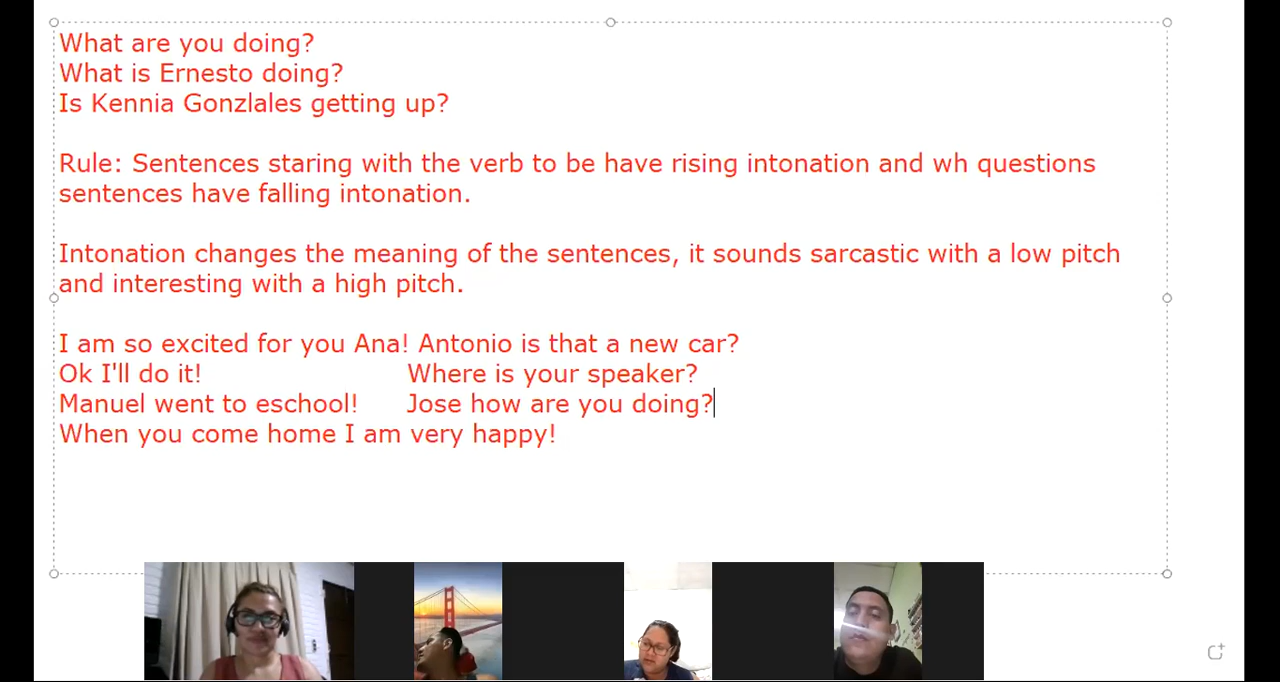 What are you doing?
What is Ernesto doing?
Is Kennia Gonzlales getting up?
Rule: Sentences staring with the verb to be have rising intonation and wh questions
sentences have falling intonation.
Intonation changes the meaning of the sentences, it sounds sarcastic with a low pitch
and interesting with a high pitch.
I am so excited for you Ana! Antonio is that a new car?
Ok I'll do it! Where is your speaker?
Manuel went to eschool! Jose how are you doing?
When you come home I am very happy!